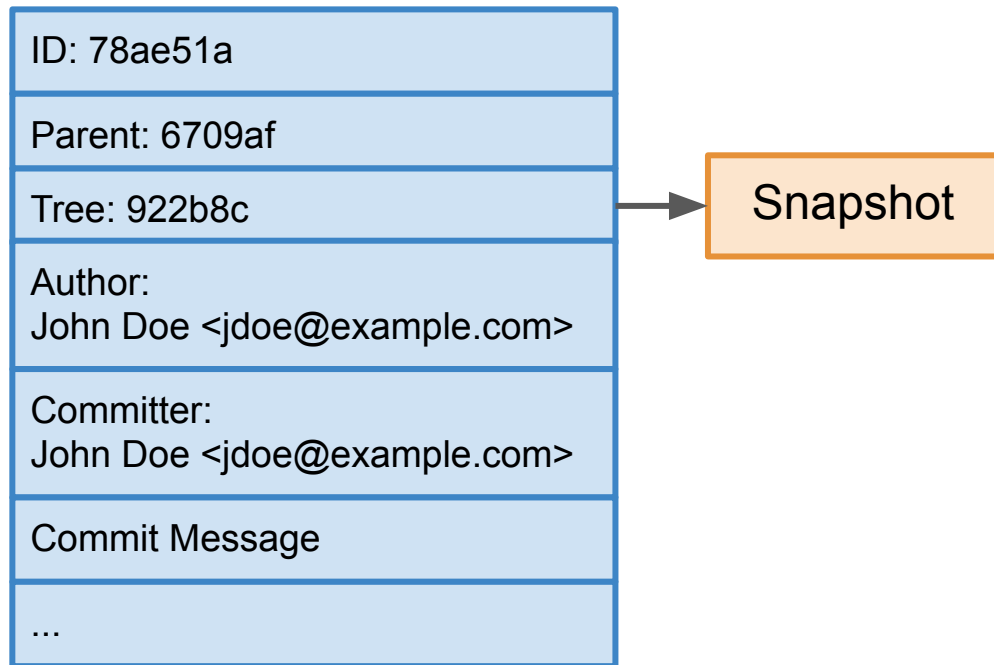 ID: 78ae51a
Parent: 6709af
Tree: 922b8c
Snapshot
Author:
John Doe <jdoe@example.com>
Committer:
John Doe <jdoe@example.com>
Commit Message
...